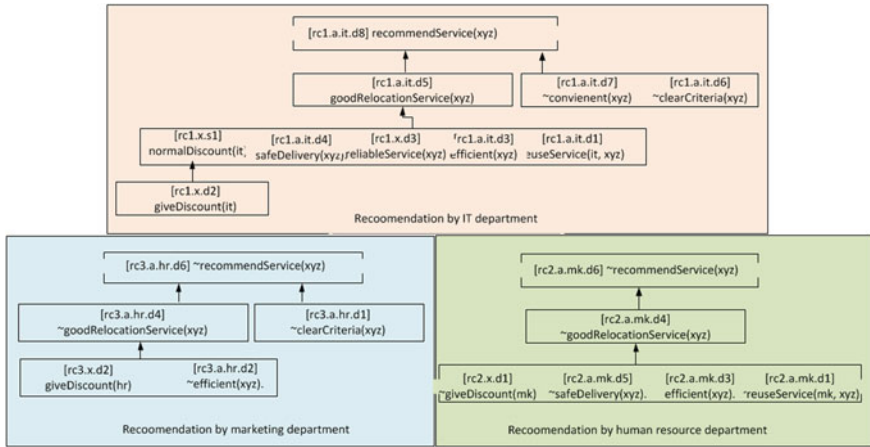 [rc1.a.it.d8] recommendService(xyz)
[rc1.a.it.d5]
goodRelocationService(xyz)
[rc1.a.it.d7]
~convienent(xyz)
[rc1.a.it.d6]
~clearCriteria(xyz)
[rc1.x.s1]
normalDiscount(it)
[rc1.a.it.d4]
safeDelivery(xyz)
[rc1.x.d3]
reliableService(xyz)
[rc1.a.it.d3]
efficient(xyz)
[rc1.a.it.d1]
euseService(it, xyz)
[rc1.x.d2]
giveDiscount(it)
Recoomendation by IT department
[rc3.a.hr.d6] ~recommendService(xyz)
[rc3.a.hr.d4]
~goodRelocationService(xyz)
[rc3.a.hr.d1]
~clearCriteria(xyz)
[rc3.x.d2]
giveDiscount(hr)
[rc3.a.hr.d2]
~efficient(xyz).
Recoomendation by marketing department
[rc2.a.mk.d6] ~recommendService(xyz)
[rc2.a.mk.d4]
~goodRelocationService(xyz)
[rc2.x.d1]
~giveDiscount(mk)
[rc2.a.mk.d5]
~safeDelivery(xyz).
[rc2.a.mk.d3]
efficient(xyz).
[rc2.a.mk.d1]
~reuseService(mk, xyz)
Recoomendation by human resource department